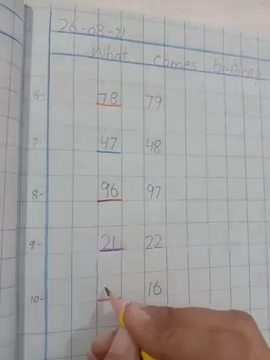 26-08-21
What comes before?
6- 78 79
7- 47 48
8- 96 97
9- 21 22
10- 16